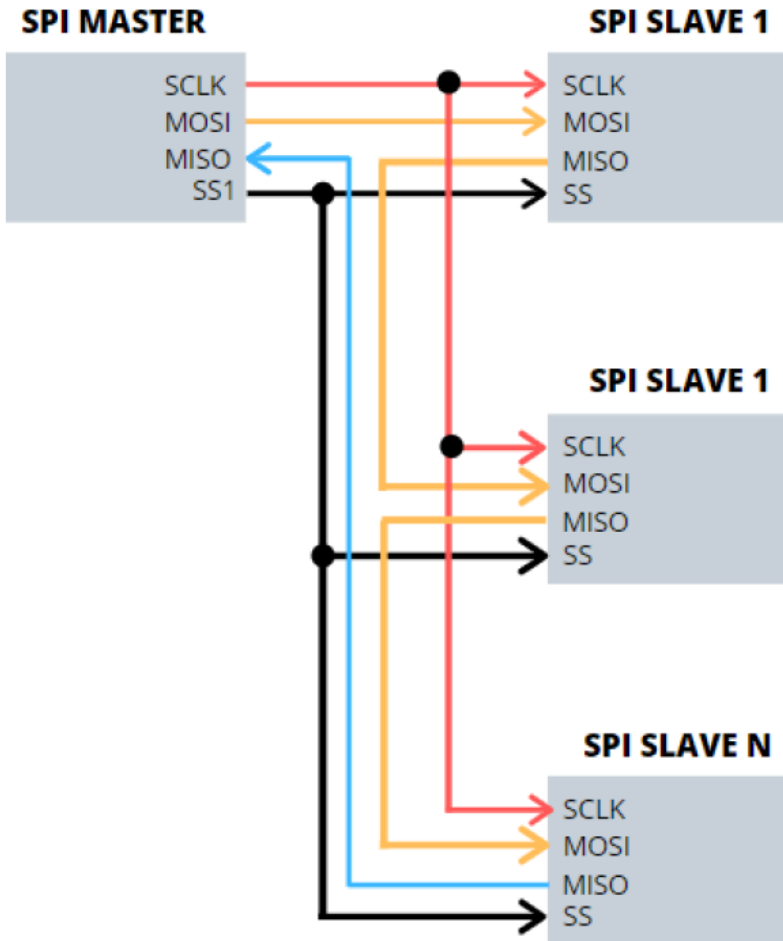 SPI MASTER
SCLK
MOSI
MISO
SS1
SPI SLAVE 1
SCLK
MOSI
MISO
SS
SPI SLAVE 1
SCLK
MOSI
MISO
SS
SPI SLAVE N
SCLK
MOSI
MISO
SS